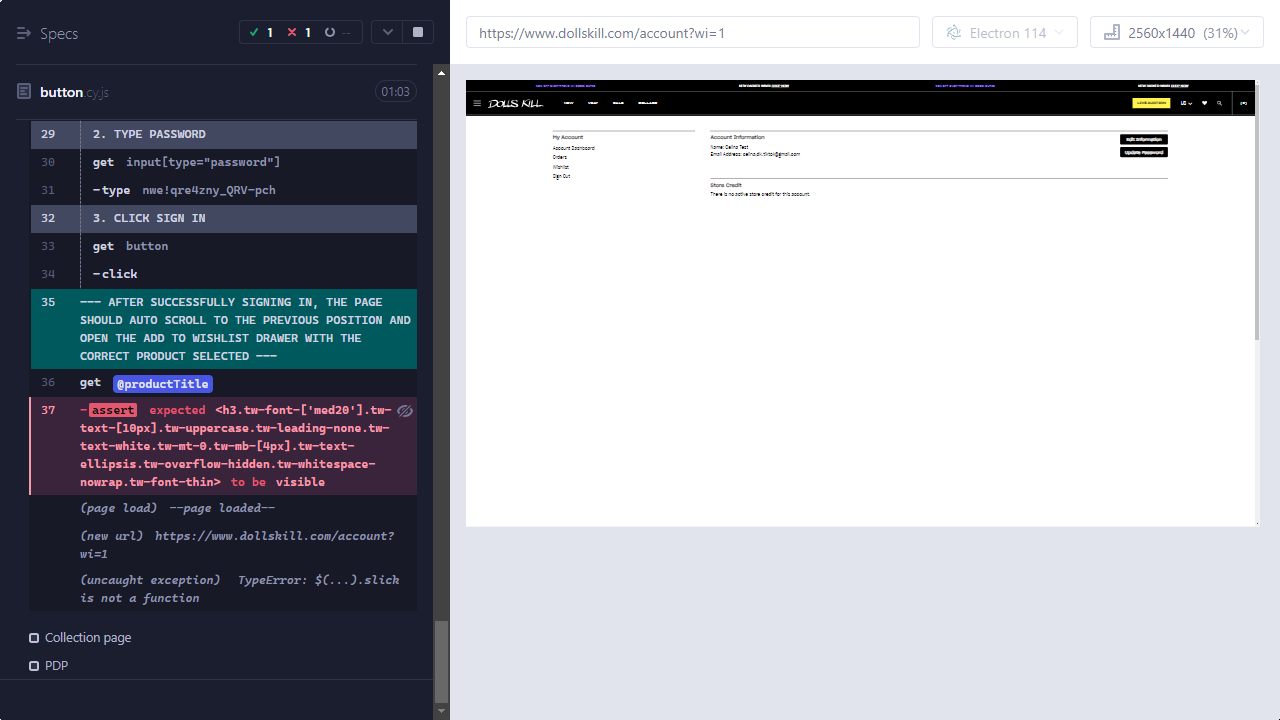 Specs
1
1
--
https://www.dollskill.com/account?wi=1
Electron 114
2560x1440 (31%)
button.cy.js
01:03
29 2. TYPE PASSWORD
30 get input[type="password"]
31 -type nwe!qre4zny_QRV-pch
32 3. CLICK SIGN IN
33 get button
34 -click
35 --- AFTER SUCCESSFULLY SIGNING IN, THE PAGE
SHOULD AUTO SCROLL TO THE PREVIOUS POSITION AND
OPEN THE ADD TO WISHLIST DRAWER WITH THE
CORRECT PRODUCT SELECTED ---
36 get @productTitle
37 -assert expected <h3.tw-font-['med20'].tw-
text-[10px].tw-uppercase.tw-leading-none.tw-
text-white.tw-mt-0.tw-mb-[4px].tw-text-
ellipsis.tw-overflow-hidden.tw-whitespace-
nowrap.tw-font-thin> to be visible
(page load) --page loaded--
(new url) https://www.dollskill.com/account?
wi=1
(uncaught exception) TypeError: $(...).slick
is not a function
Collection page
PDP
DOLLS KILL
My Account
Account Dashboard
Orders
Wishlist
Sign Out
Account Information
Name: Celina Test
Edit Information
Update Password
Store Credit
There is no active store credit for this account.